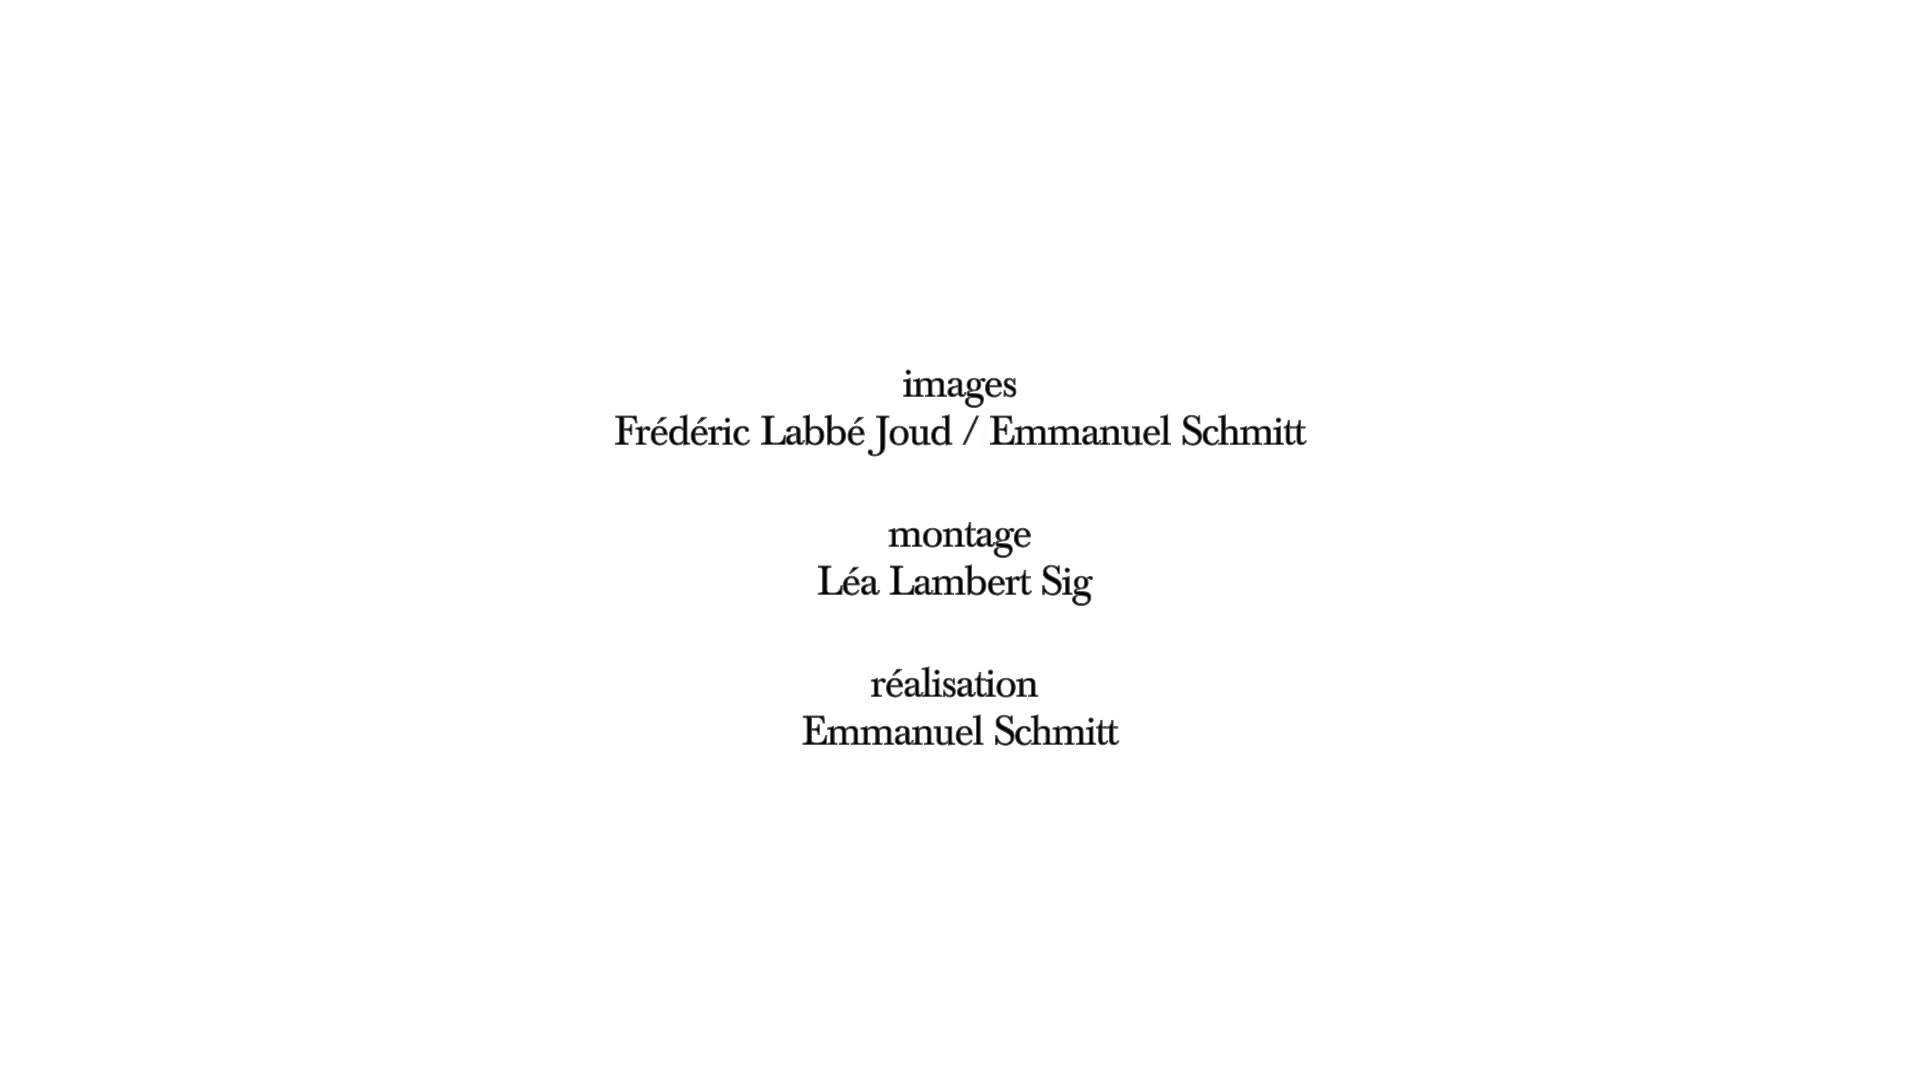 images
Frédéric Labbé Joud / Emmanuel Schmitt
montage
Léa Lambert Sig
réalisation
Emmanuel Schmitt